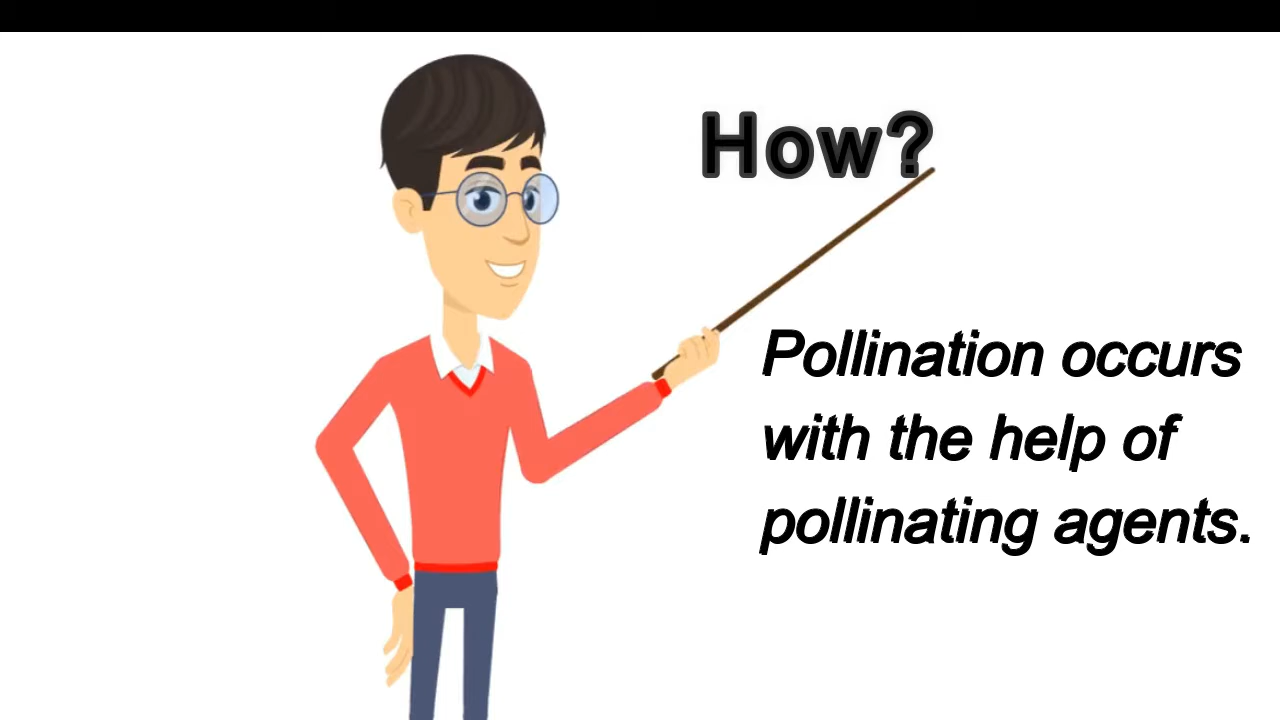 How?
Pollination occurs
with the help of
pollinating agents.